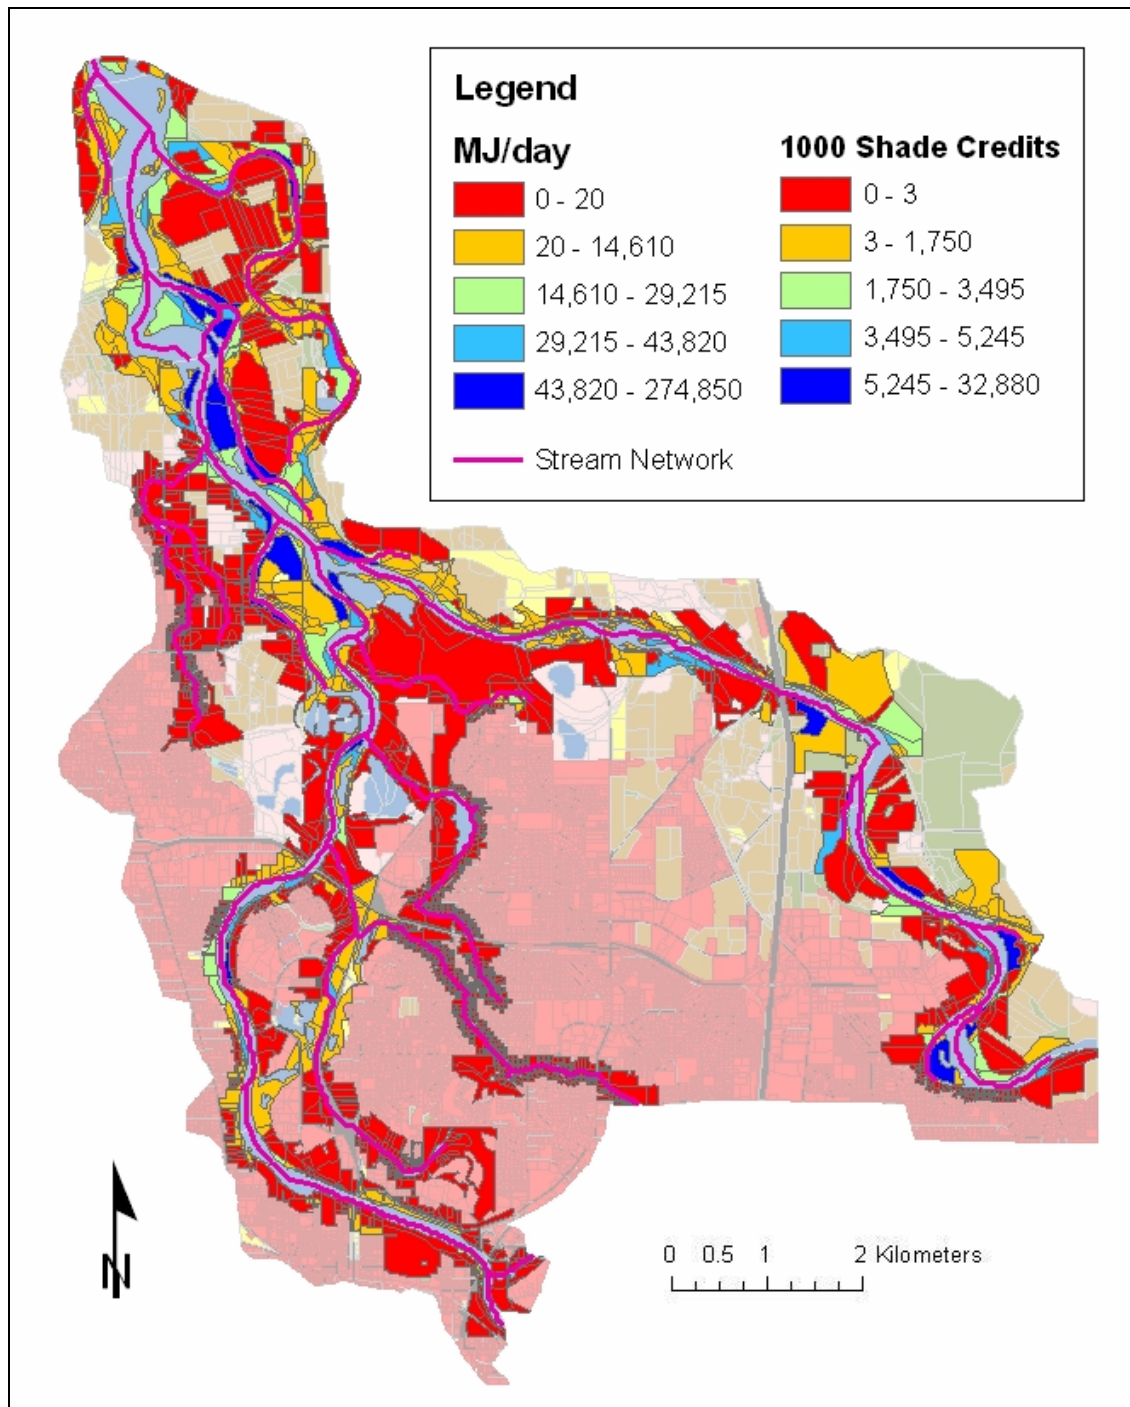 Legend
MJ/day
0 - 20
20 - 14,610
14,610 - 29,215
29,215 - 43,820
43,820 - 274,850
1000 Shade Credits
0 - 3
3 - 1,750
1,750 - 3,495
3,495 - 5,245
5,245 - 32,880
Stream Network
N
0 0.5 1 2 Kilometers